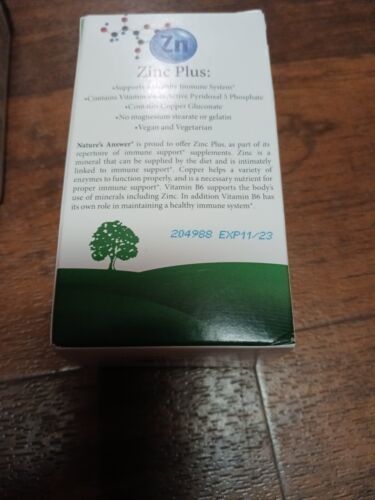 Zn
Zinc Plus:
•Supports Healthy Immune System*
•Contains Vitamin Active Pyridoxal 5 Phosphate
•Contains Copper Gluconate
•No magnesium stearate or gelatin
•Vegan and Vegetarian
Nature's Answer® is proud to offer Zinc Plus, as part of its
repertoire of immune support* supplements. Zinc is a
mineral that can be supplied by the diet and is intimately
linked to immune support*. Copper helps a variety of
enzymes to function properly, and is a necessary nutrient for
proper immune support*. Vitamin B6 supports the body's
use of minerals including Zinc. In addition Vitamin B6 has
its own role in maintaining a healthy immune system*.
204988 EXP11/23